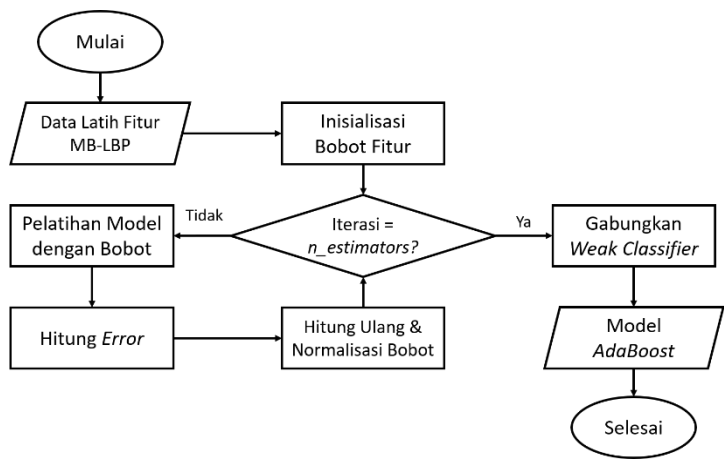 Mulai
Data Latih Fitur
MB-LBP
Inisialisasi
Bobot Fitur
Iterasi =
n_estimators?
Tidak
Ya
Pelatihan Model
dengan Bobot
Hitung Error
Hitung Ulang &
Normalisasi Bobot
Gabungkan
Weak Classifier
Model
AdaBoost
Selesai